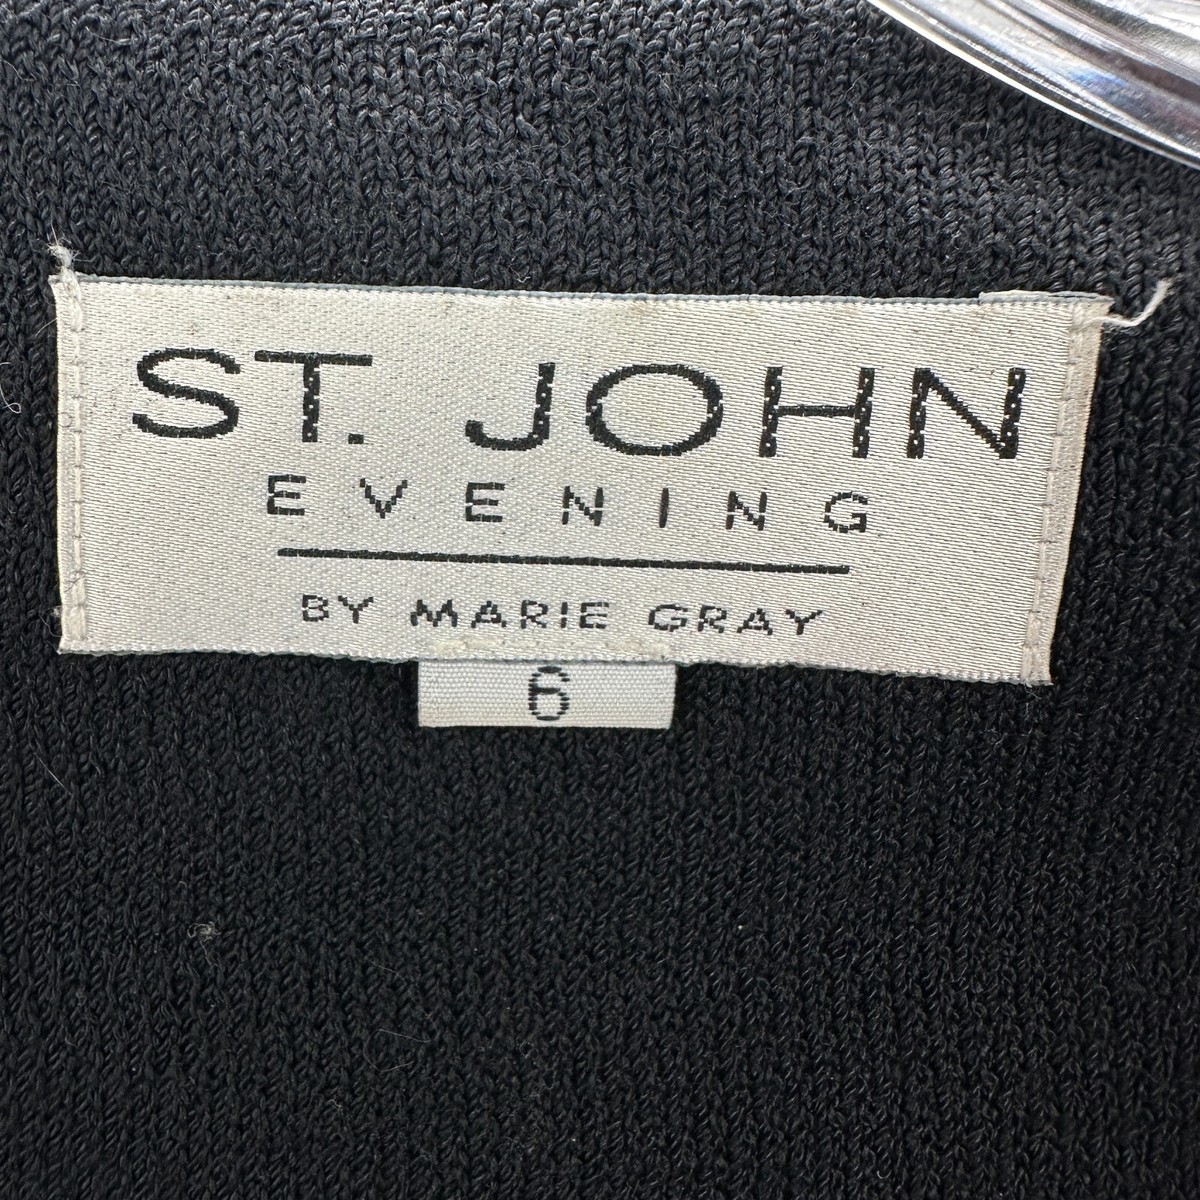 ST. JOHN
EVENING
BY MARIE GRAY
6